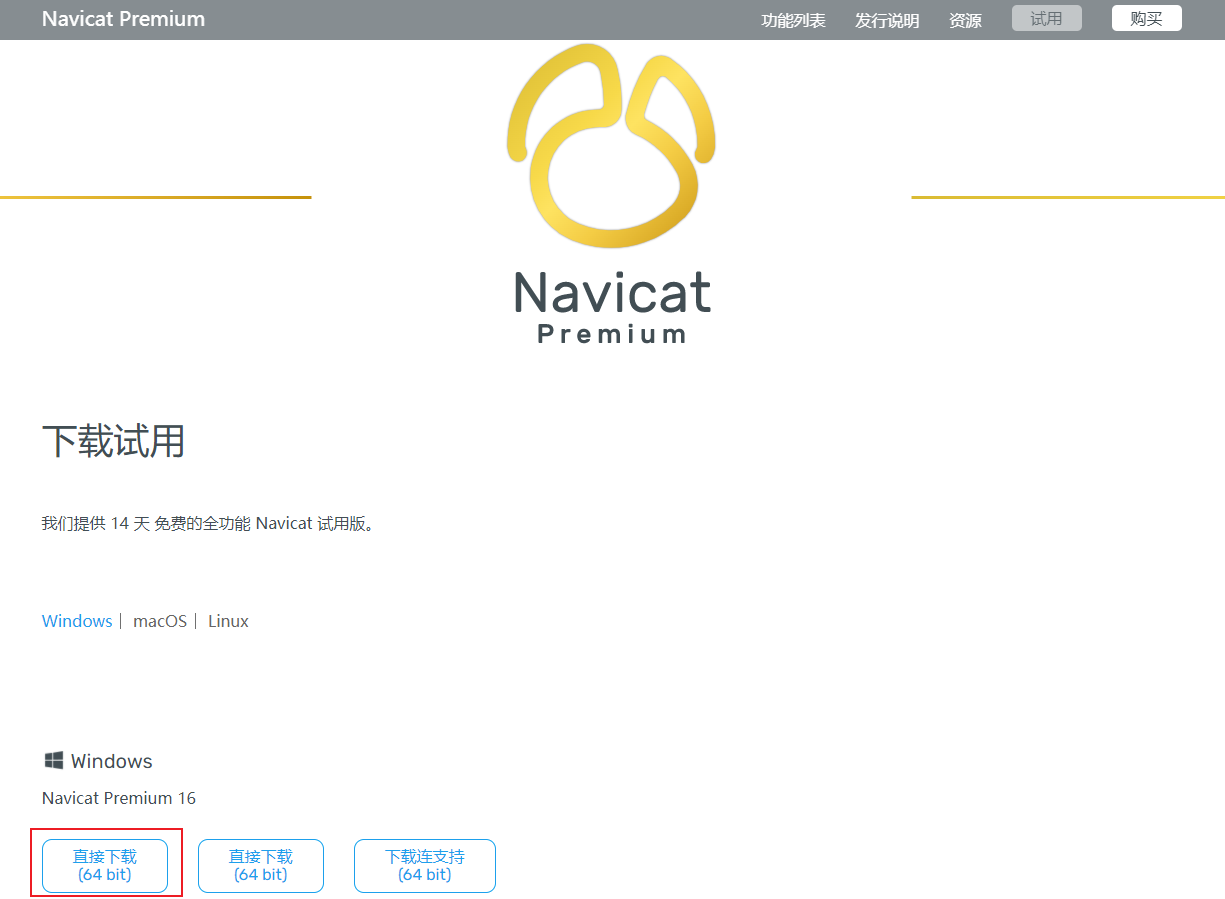 Navicat Premium
功能列表 发行说明 资源 试用 购买
Navicat
Premium
下载试用
我们提供 14 天 免费的全功能 Navicat 试用版。
Windows | macOS | Linux
Windows
Navicat Premium 16
直接下载
(64 bit)
直接下载
(64 bit)
下载连支持
(64 bit)